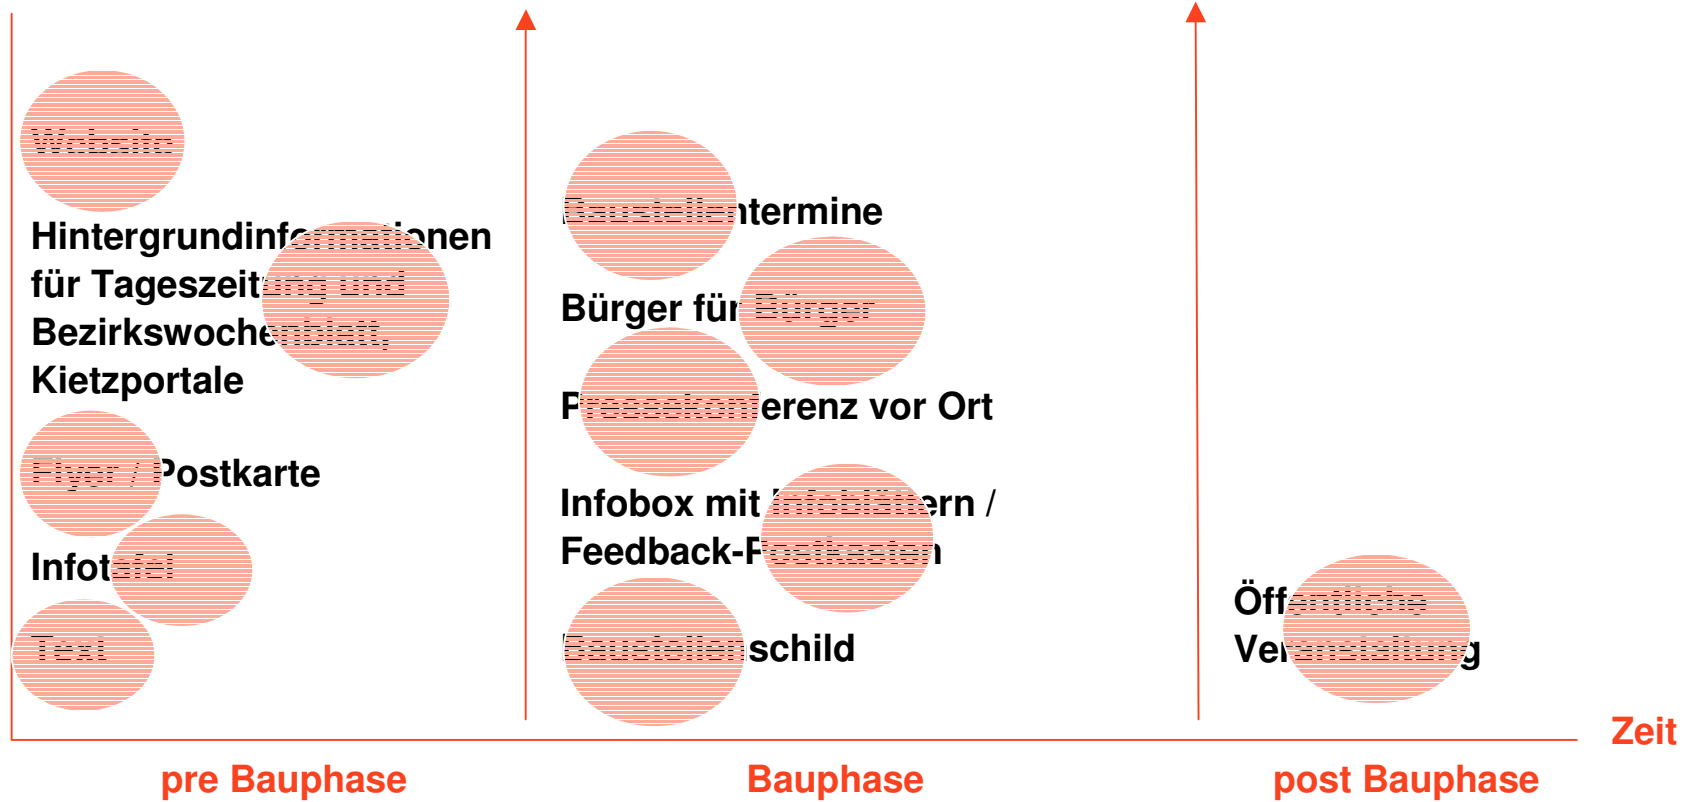 Website
Hintergrundinformationen
für Tageszeitung und
Bezirkswochenblatt,
Kietzportale
Flyer / Postkarte
Infotafel
Text
Baustellentermine
Bürger für Bürger
Pressekonferenz vor Ort
Infobox mit Infoblättern /
Feedback-Postkasten
Baustellenschild
Öffentliche
Veranstaltung
Zeit
pre Bauphase
Bauphase
post Bauphase